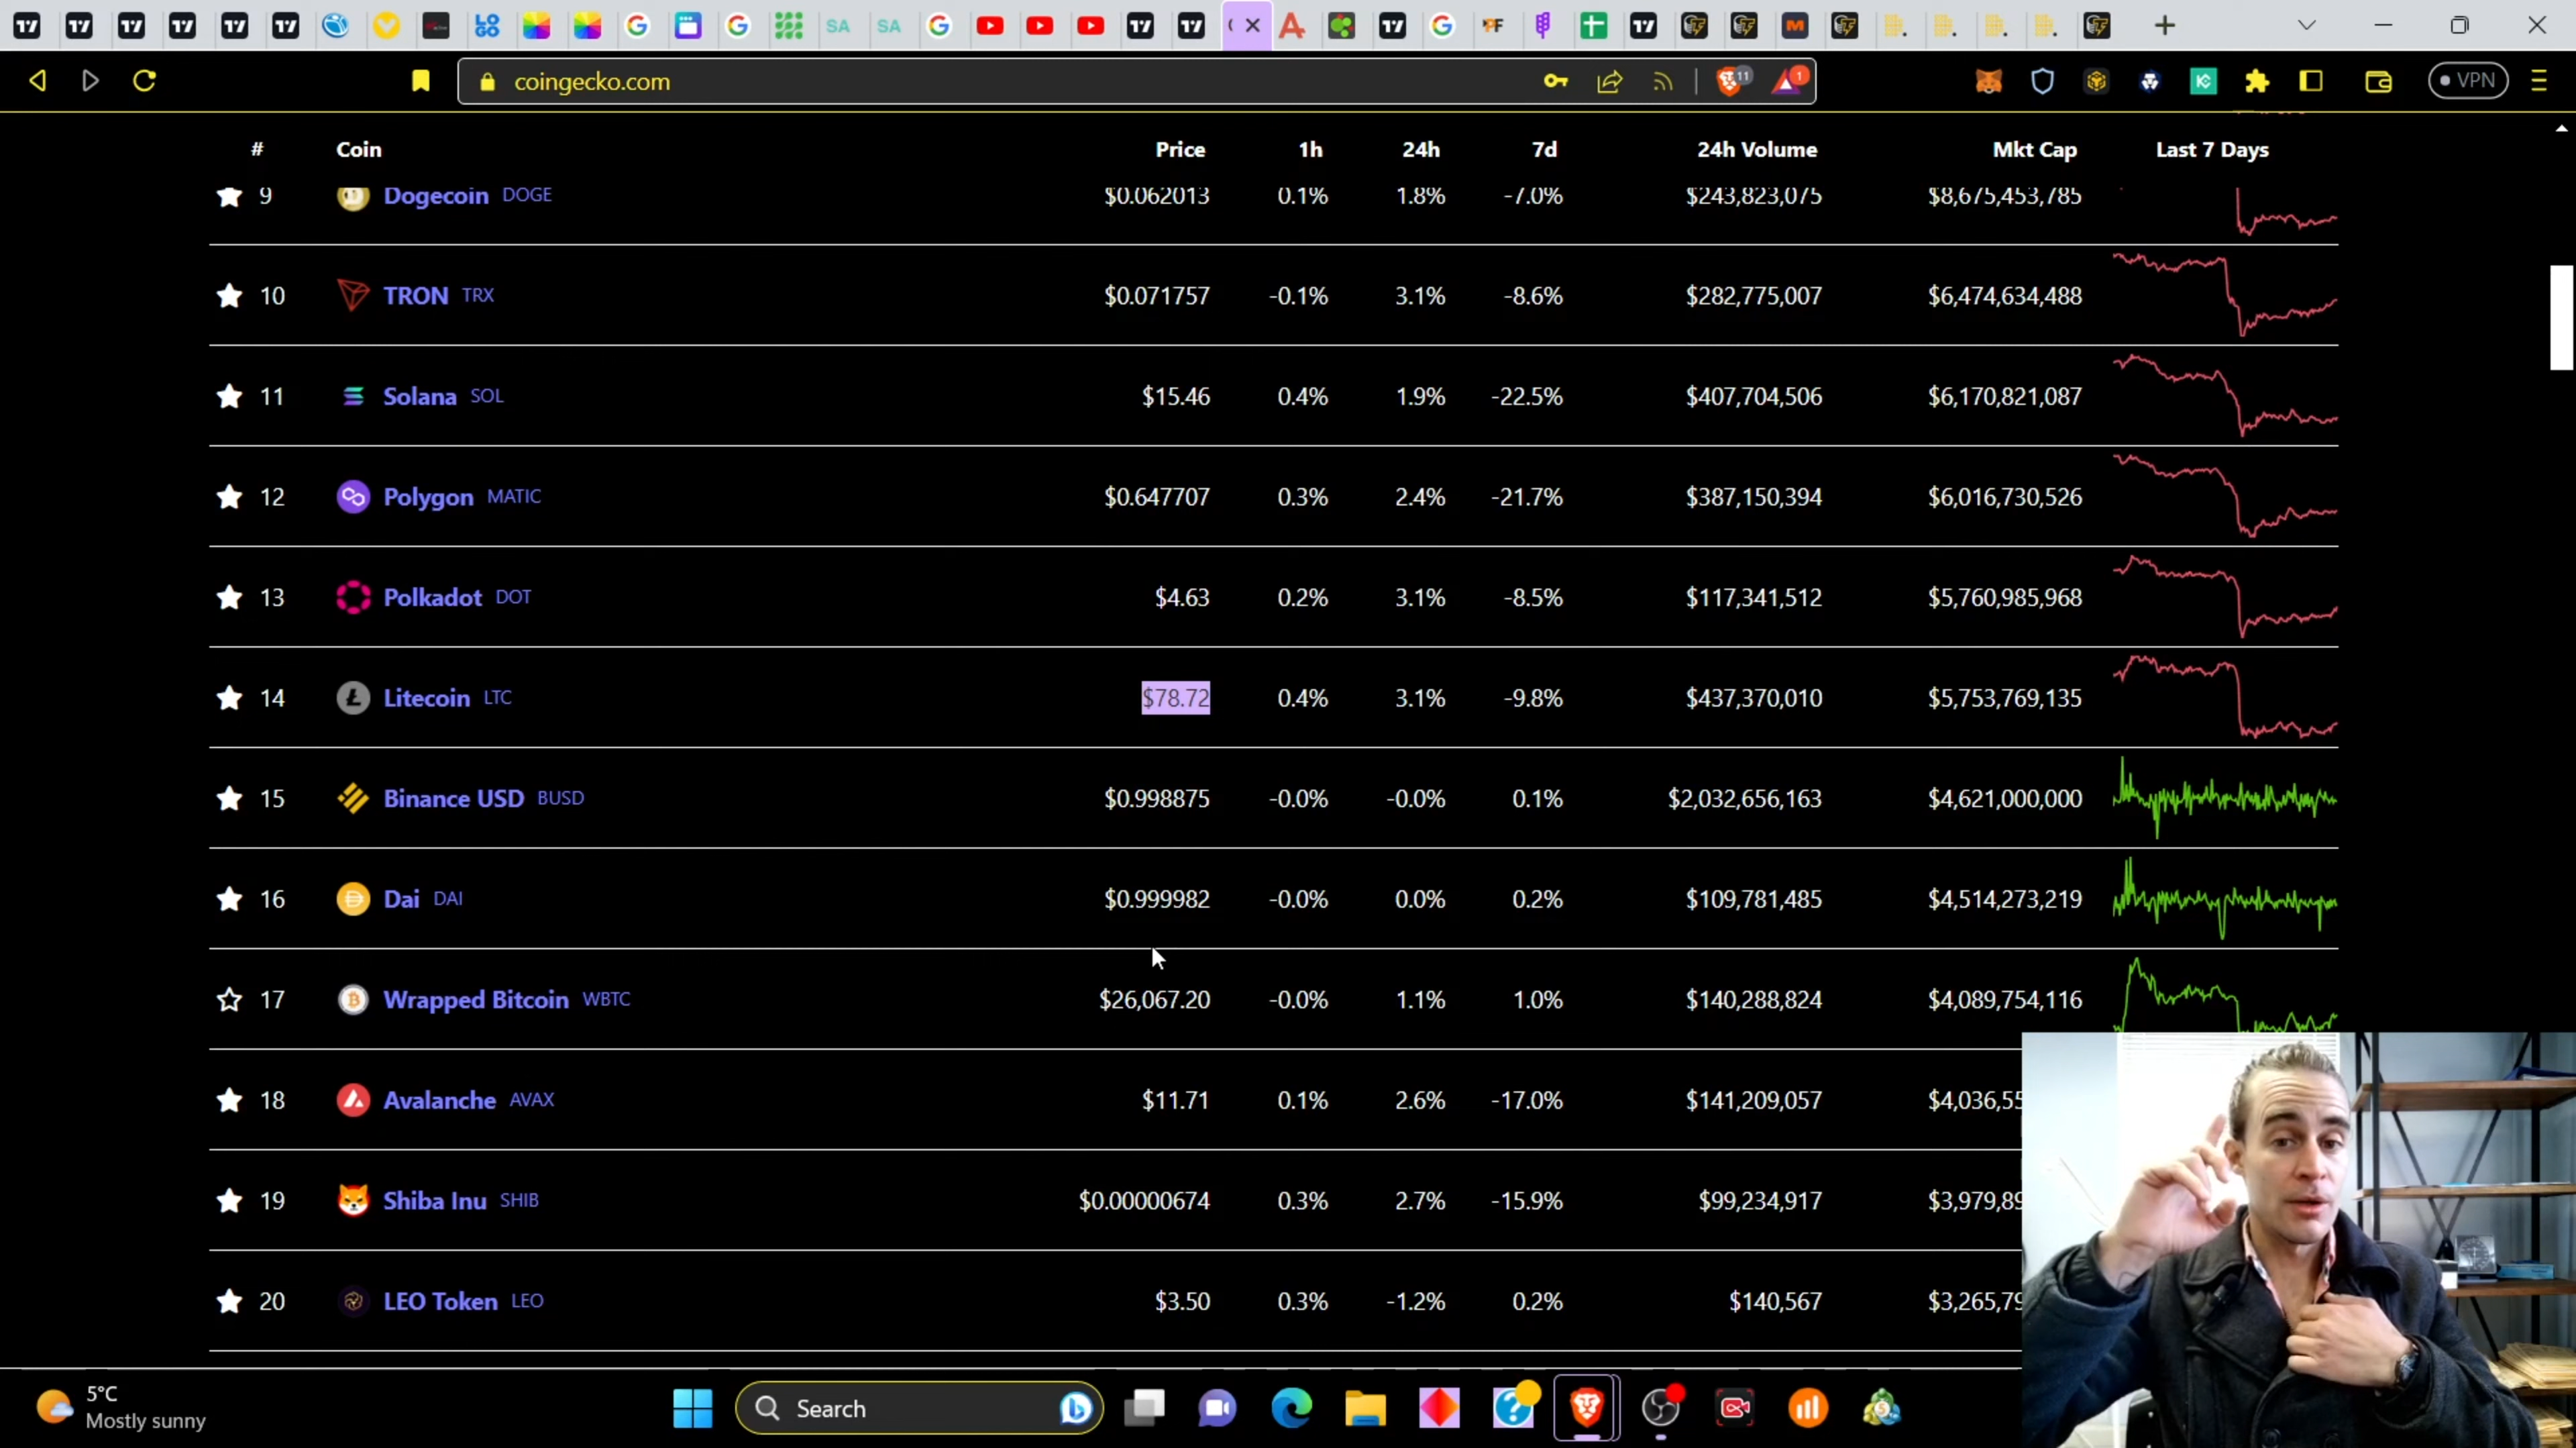 coingecko.com
11
1
VPN
# Coin Price 1h 24h 7d 24h Volume Mkt Cap Last 7 Days
9 Dogecoin DOGE $0.062013 0.1% 1.8% -7.0% $243,823,075 $8,675,453,785
10 TRON TRX $0.071757 -0.1% 3.1% -8.6% $282,775,007 $6,474,634,488
11 Solana SOL $15.46 0.4% 1.9% -22.5% $407,704,506 $6,170,821,087
12 Polygon MATIC $0.647707 0.3% 2.4% -21.7% $387,150,394 $6,016,730,526
13 Polkadot DOT $4.63 0.2% 3.1% -8.5% $117,341,512 $5,760,985,968
14 Litecoin LTC $78.72 0.4% 3.1% -9.8% $437,370,010 $5,753,769,135
15 Binance USD BUSD $0.998875 -0.0% -0.0% 0.1% $2,032,656,163 $4,621,000,000
16 Dai DAI $0.999982 -0.0% 0.0% 0.2% $109,781,485 $4,514,273,219
17 Wrapped Bitcoin WBTC $26,067.20 -0.0% 1.1% 1.0% $140,288,824 $4,089,754,116
18 Avalanche AVAX $11.71 0.1% 2.6% -17.0% $141,209,057 $4,036,55
19 Shiba Inu SHIB $0.00000674 0.3% 2.7% -15.9% $99,234,917 $3,979,89
20 LEO Token LEO $3.50 0.3% -1.2% 0.2% $140,567 $3,265,79
5°C
Mostly sunny
Search